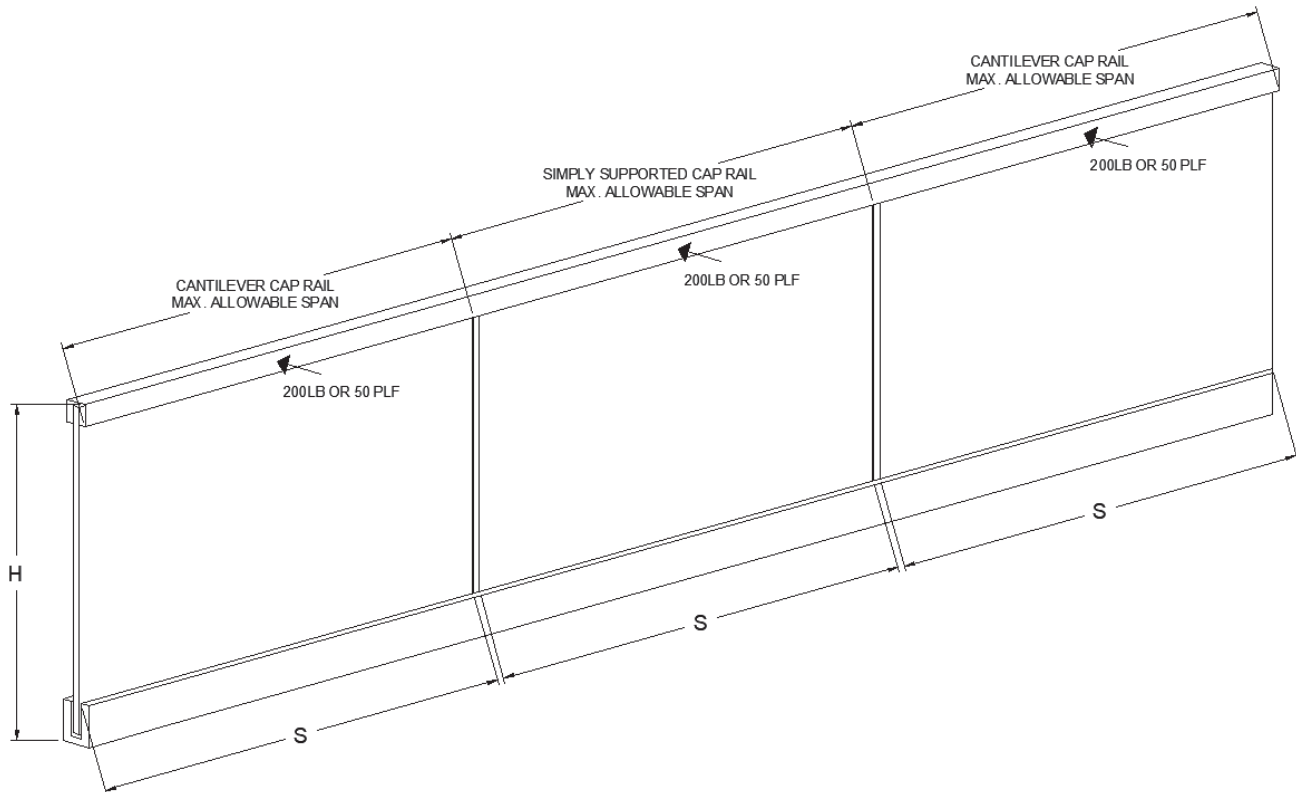 CANTILEVER CAP RAIL
MAX. ALLOWABLE SPAN
200LB OR 50 PLF
SIMPLY SUPPORTED CAP RAIL
MAX. ALLOWABLE SPAN
200LB OR 50 PLF
CANTILEVER CAP RAIL
MAX. ALLOWABLE SPAN
200LB OR 50 PLF
H
S
S
S